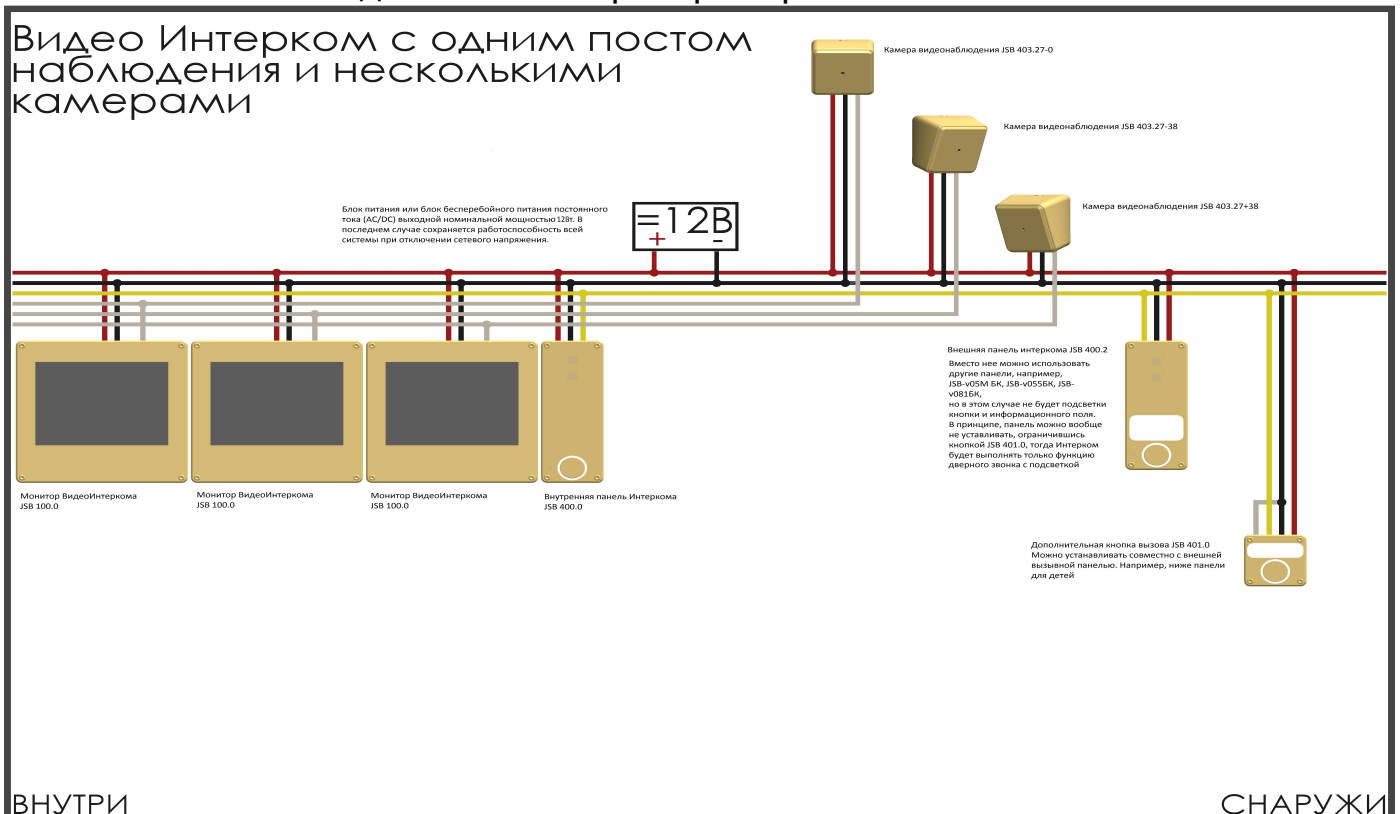 Видео Интерком с одним постом
наблюдения и несколькими
камерами
Камера видеонаблюдения JSB 403.27-0
Камера видеонаблюдения JSB 403.27-38
Камера видеонаблюдения JSB 403.27+38
Блок питания или блок бесперебойного питания постоянного
тока (AC/DC) выходной номинальной мощностью12Вт. В
последнем случае сохраняется работоспособность всей
системы при отключении сетевого напряжения.
=12В
+ -
Внешняя панель интеркома JSB 400.2
Вместо нее можно использовать
другие панели, например,
JSB-v05М БК, JSB-v055БК, JSB-
v081БК,
но в этом случае не будет подсветки
кнопки и информационного поля.
В принципе, панель можно вообще
не уставливать, ограничившись
кнопкой JSB 401.0, тогда Интерком
будет выполнять только функцию
дверного звонка с подсветкой
Монитор ВидеоИнтеркома
JSB 100.0
Монитор ВидеоИнтеркома
JSB 100.0
Монитор ВидеоИнтеркома
JSB 100.0
Внутренняя панель Интеркома
JSB 400.0
Дополнительная кнопка вызова JSB 401.0
Можно устанавливать совместно с внешней
вызывной панелью. Например, ниже панели
для детей
ВНУТРИ
СНАРУЖИ